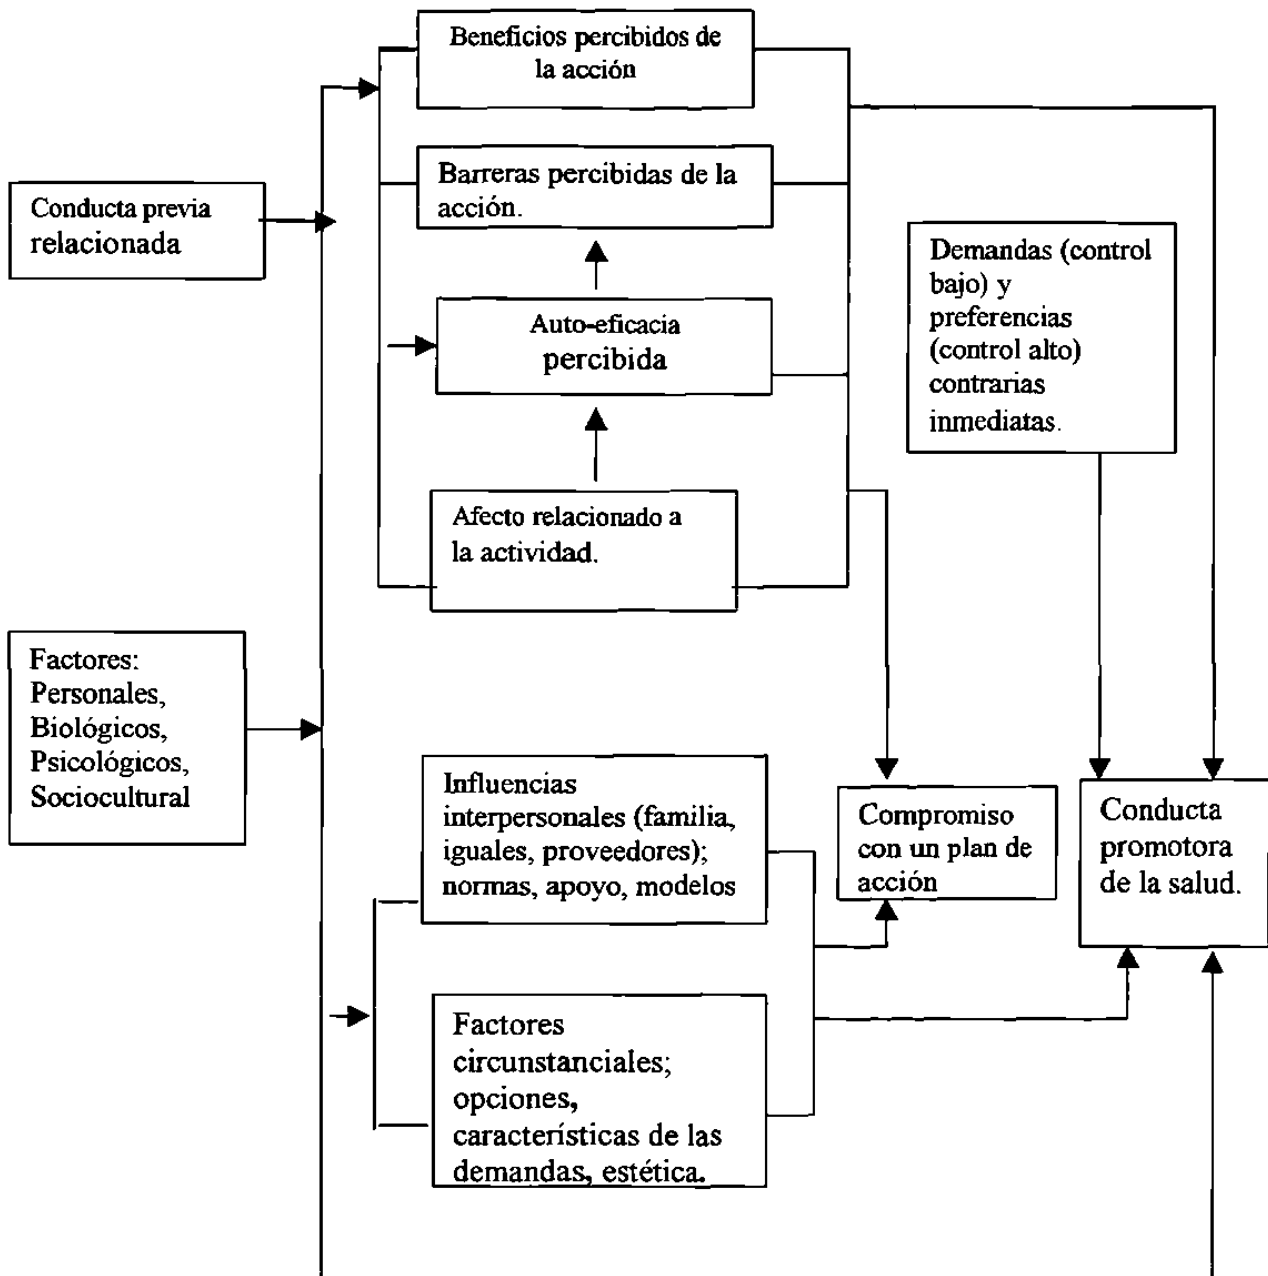 Beneficios percibidos de
la acción
Barreras percibidas de la
acción.
Conducta previa
relacionada
Demandas (control
bajo) y
preferencias
(control alto)
contrarias
inmediatas.
Auto-eficacia
percibida
Afecto relacionado a
la actividad.
Factores:
Personales,
Biológicos,
Psicológicos,
Sociocultural
Influencias
interpersonales (familia,
iguales, proveedores);
normas, apoyo, modelos
Compromiso
con un plan de
acción
Conducta
promotora
de la salud.
Factores
circunstanciales;
opciones,
características de las
demandas, estética.